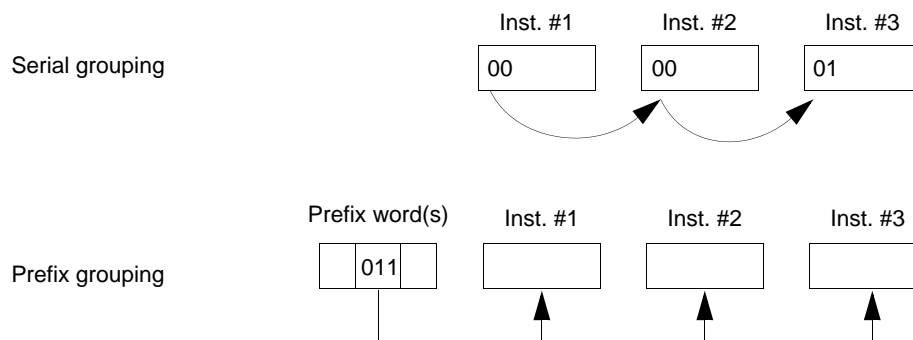 Inst. #1 Inst. #2 Inst. #3
Serial grouping 00 00 01
Prefix word(s) Inst. #1 Inst. #2 Inst. #3
Prefix grouping 011